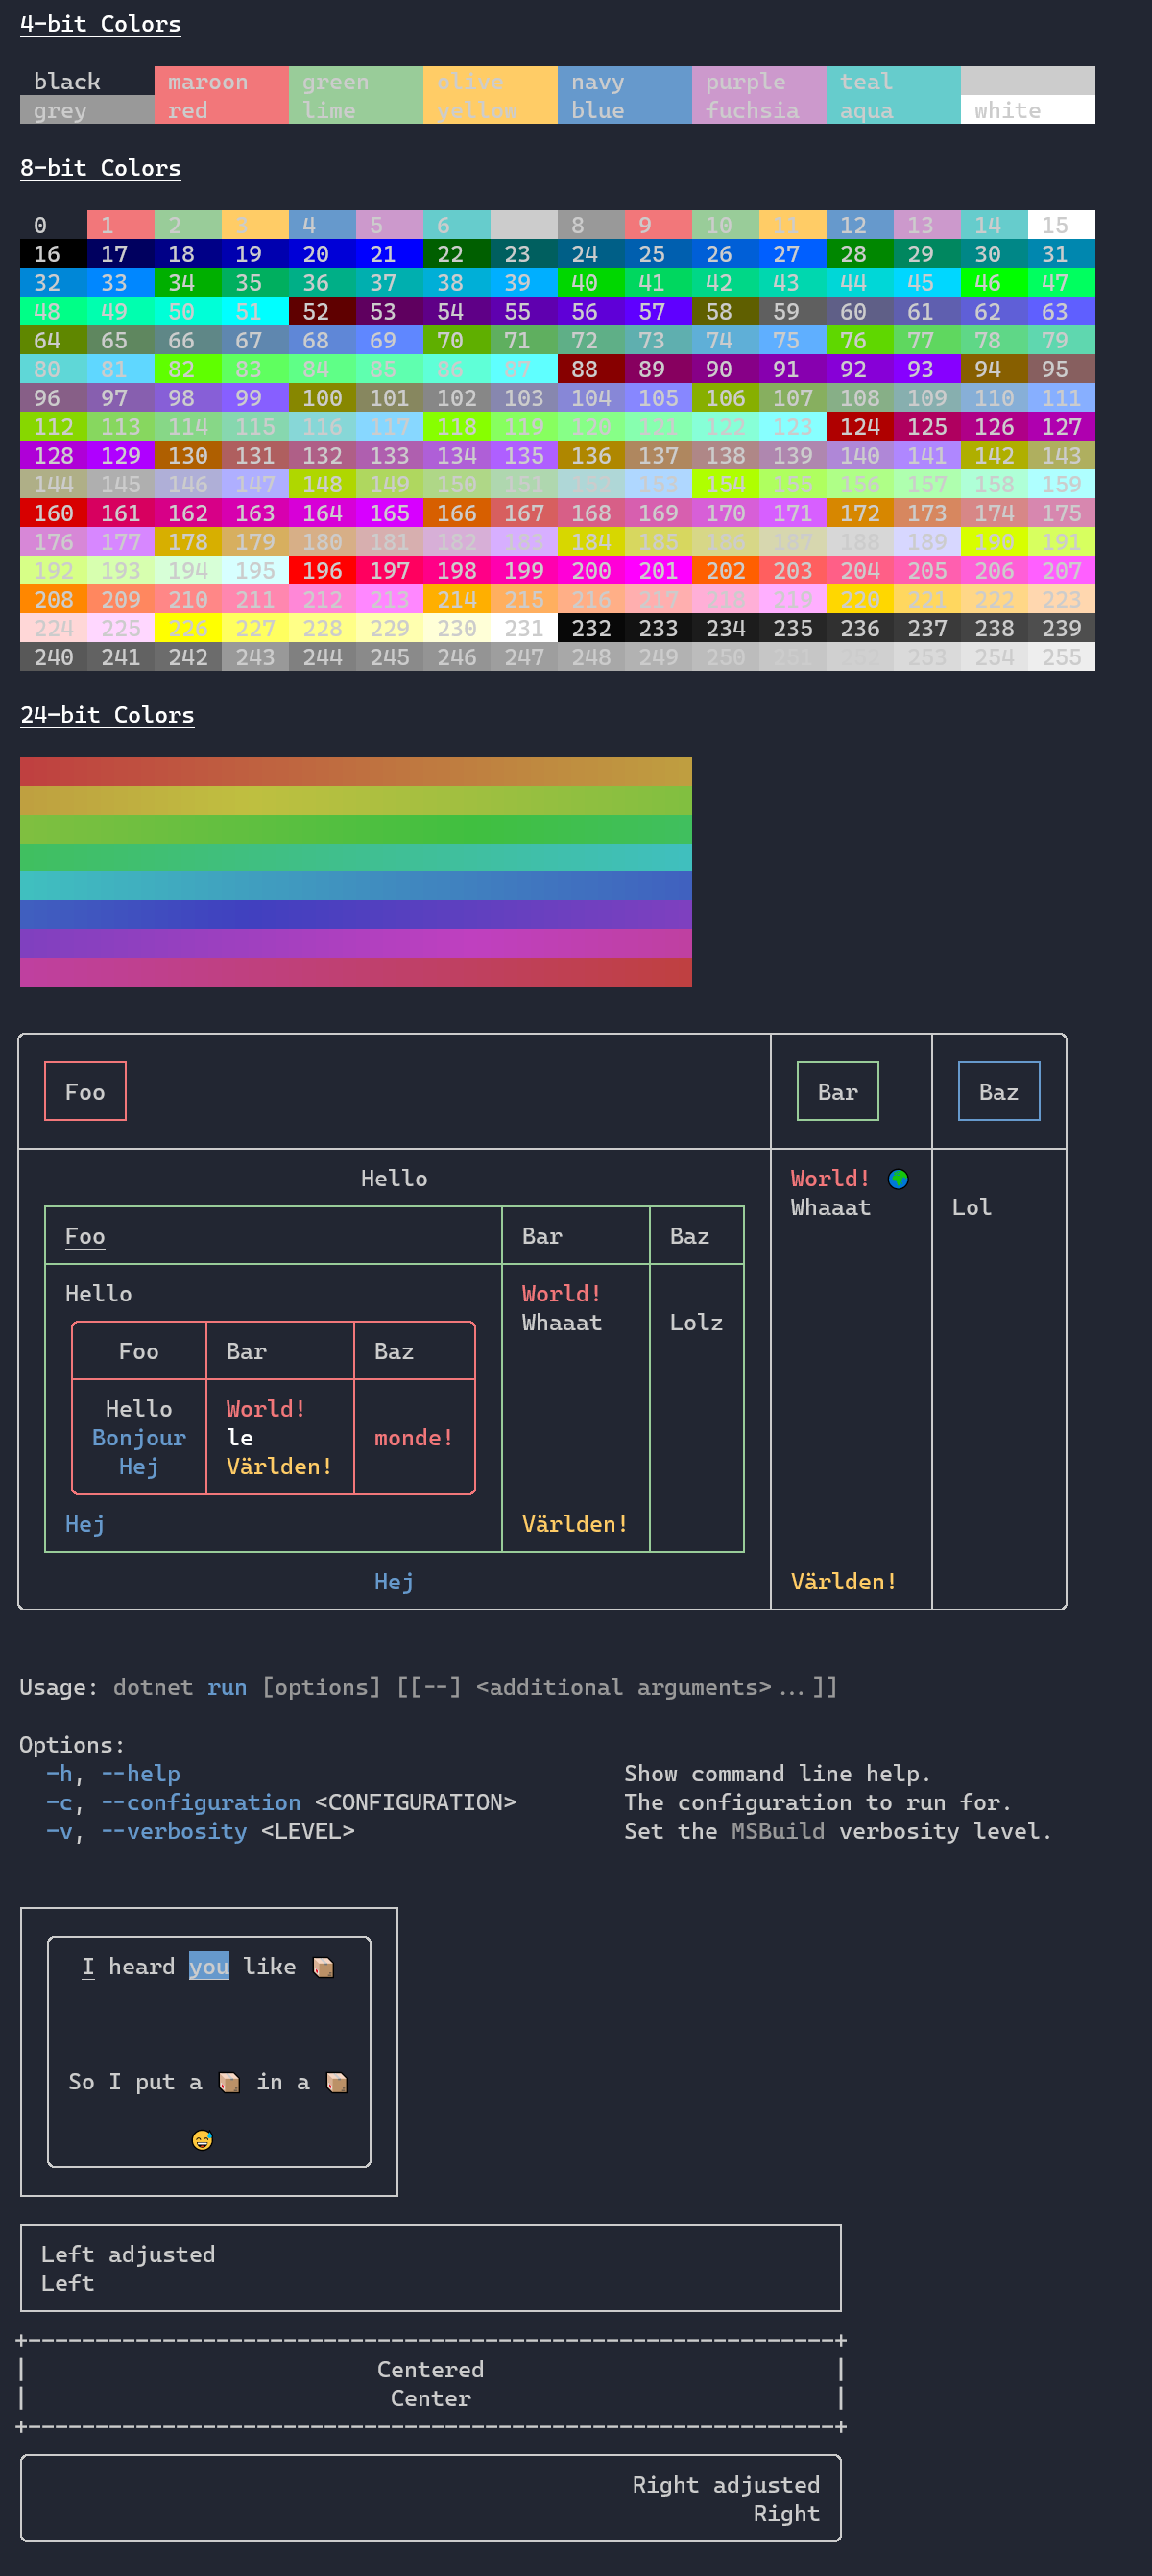 4-bit Colors
black maroon green olive navy purple teal
grey red lime yellow blue fuchsia aqua white
8-bit Colors
0 1 2 3 4 5 6 8 9 10 11 12 13 14 15
16 17 18 19 20 21 22 23 24 25 26 27 28 29 30 31
32 33 34 35 36 37 38 39 40 41 42 43 44 45 46 47
48 49 50 51 52 53 54 55 56 57 58 59 60 61 62 63
64 65 66 67 68 69 70 71 72 73 74 75 76 77 78 79
80 81 82 83 84 85 86 87 88 89 90 91 92 93 94 95
96 97 98 99 100 101 102 103 104 105 106 107 108 109 110 111
112 113 114 115 116 117 118 119 120 121 122 123 124 125 126 127
128 129 130 131 132 133 134 135 136 137 138 139 140 141 142 143
144 145 146 147 148 149 150 151 153 154 155 156 157 158 159
160 161 162 163 164 165 166 167 168 169 170 171 172 173 174 175
176 177 178 179 180 181 182 183 184 185 186 187 188 189 190 191
192 193 194 195 196 197 198 199 200 201 202 203 204 205 206 207
208 209 210 211 212 213 214 215 216 217 218 219 220 221 222 223
224 225 226 227 228 229 230 231 232 233 234 235 236 237 238 239
240 241 242 243 244 245 246 247 248 249 250 251 252 253 254 255
24-bit Colors
Foo Bar Baz
Hello World! 🌍
Whaaat Lol
Foo Bar Baz
Hello World!
Whaaat Lolz
Foo Bar Baz
Hello World!
Bonjour le monde!
Hej Världen!
Hej Världen!
Hej Världen!
Usage: dotnet run [options] [[--] <additional arguments>...]]
Options:
-h, --help Show command line help.
-c, --configuration <CONFIGURATION> The configuration to run for.
-v, --verbosity <LEVEL> Set the MSBuild verbosity level.
I heard you like 📦
So I put a 📦 in a 📦
😅
Left adjusted
Left
Centered
Center
Right adjusted
Right